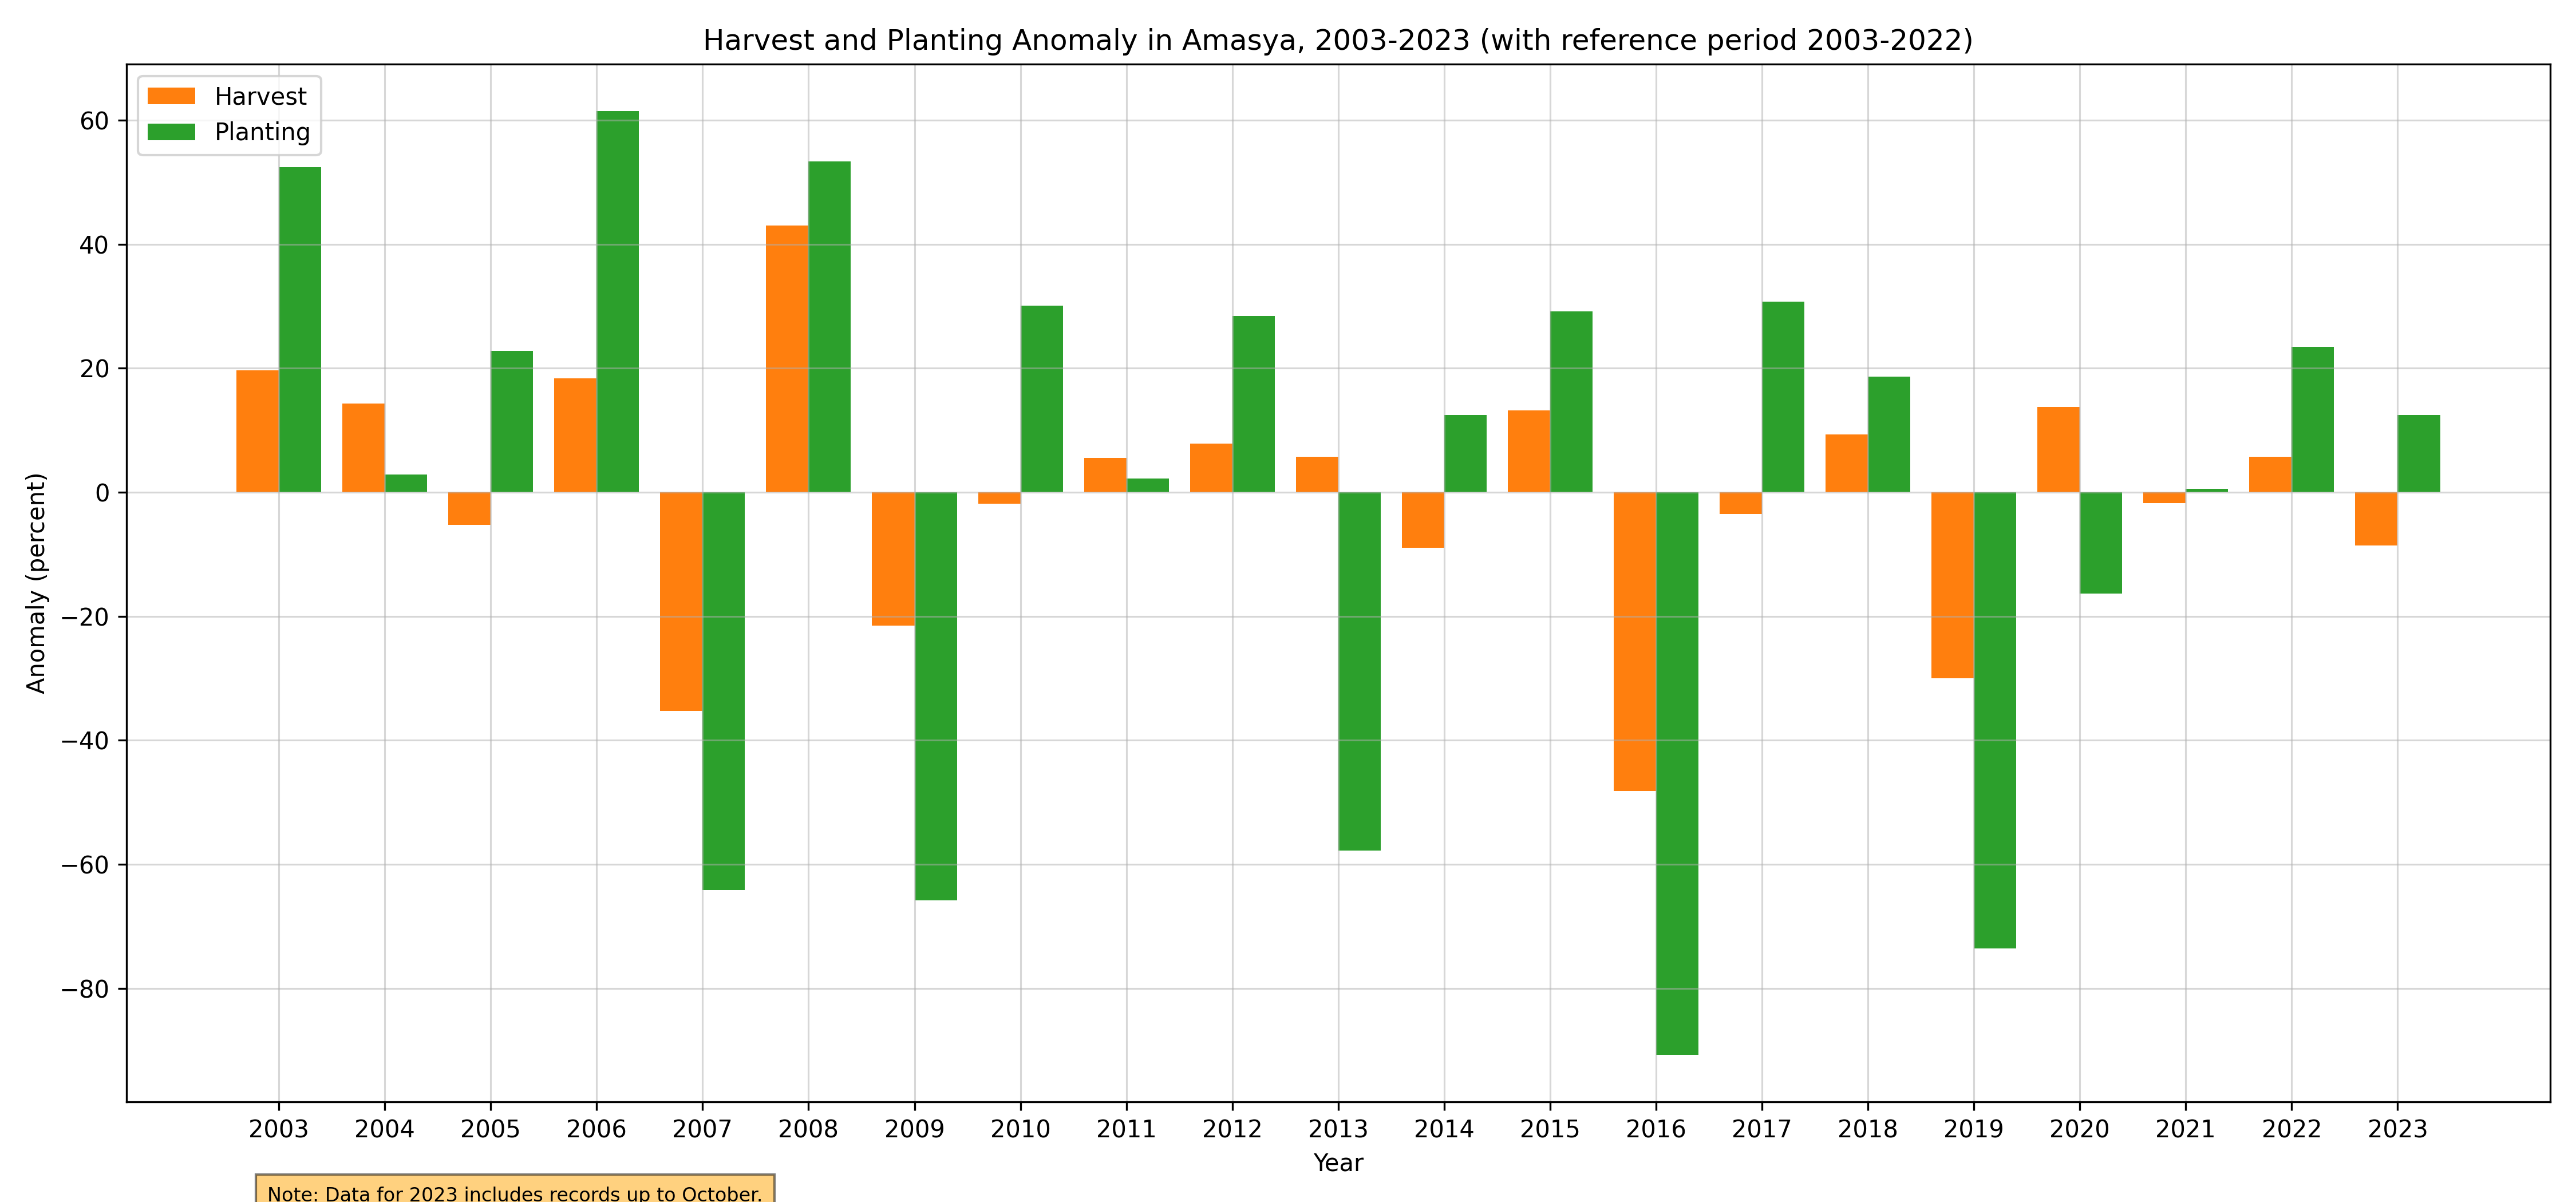 Harvest and Planting Anomaly in Amasya, 2003-2023 (with reference period 2003-2022)
Harvest
Planting
60
40
20
0
−20
−40
−60
−80
Anomaly (percent)
2003 2004 2005 2006 2007 2008 2009 2010 2011 2012 2013 2014 2015 2016 2017 2018 2019 2020 2021 2022 2023
Year
Note: Data for 2023 includes records up to October.